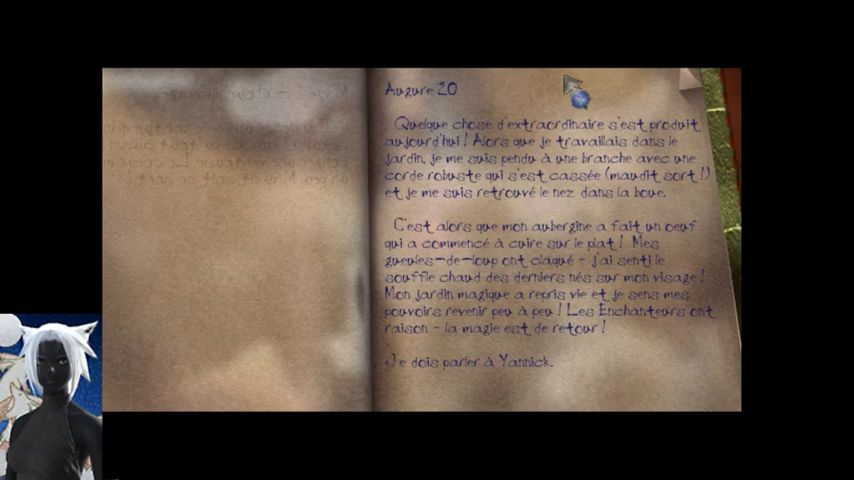 Augure 20
Quelque chose d'extraordinaire s'est produit
aujourd'hui ! Alors que je travaillais dans le
jardin, je me suis pendu à une branche avec une
corde robuste qui s'est cassée (maudit sort !)
et je me suis retrouvé le nez dans la boue.
C'est alors que mon aubergine a fait un oeuf
qui a commencé à cuire sur le plat ! Mes
gueules-de-loup ont claqué - j'ai senti le
souffle chaud des derniers nés sur mon visage !
Mon jardin magique a repris vie et je sens mes
pouvoirs revenir peu à peu ! Les Enchanteurs ont
raison - la magie est de retour !
Je dois parler à Yannick.